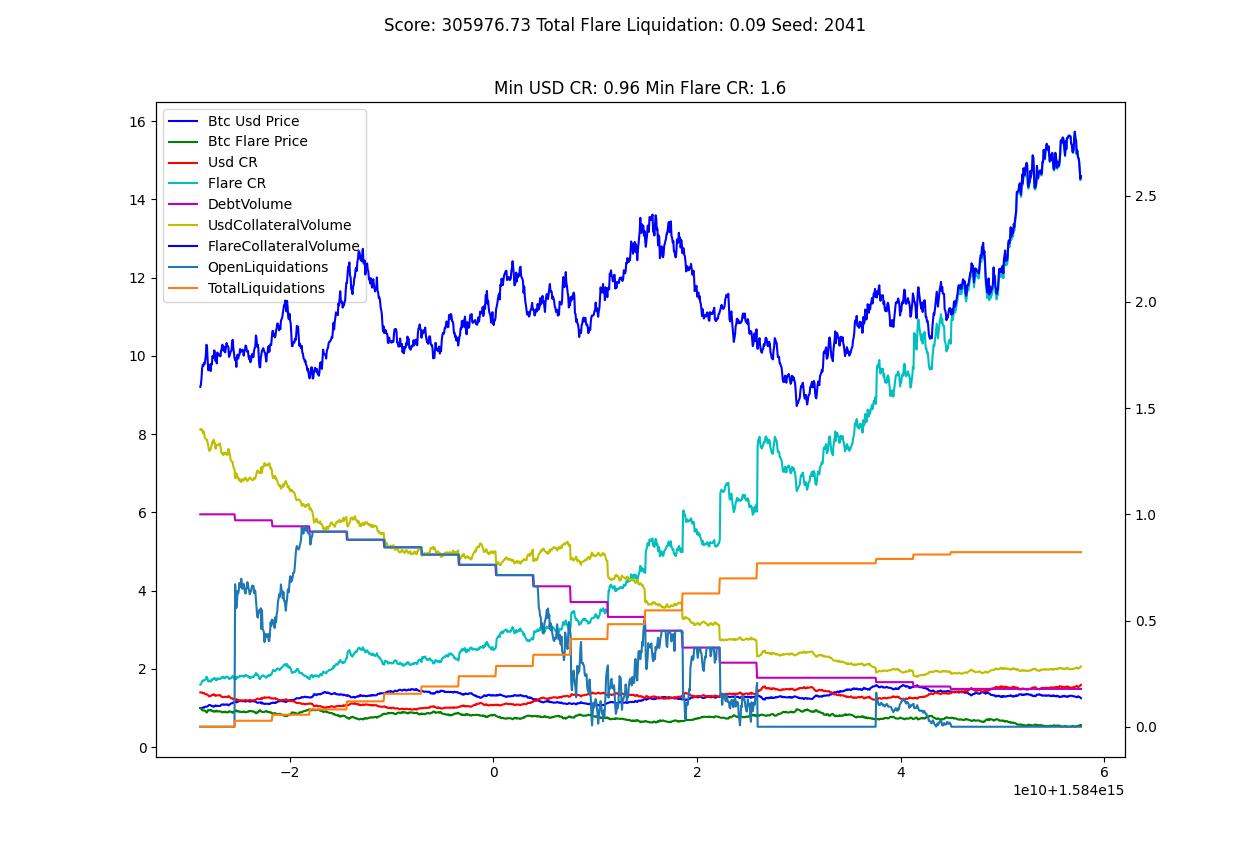 Score: 305976.73 Total Flare Liquidation: 0.09 Seed: 2041
Min USD CR: 0.96 Min Flare CR: 1.6
Btc Usd Price
Btc Flare Price
Usd CR
Flare CR
DebtVolume
UsdCollateralVolume
FlareCollateralVolume
OpenLiquidations
TotalLiquidations
16
14
12
10
8
6
4
2
0
2.5
2.0
1.5
1.0
0.5
0.0
−2 0 2 4 6
1e10+1.584e15